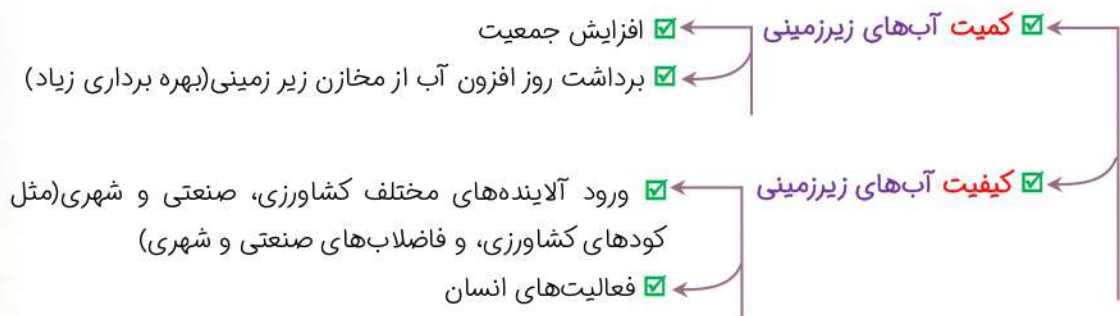 کمیت آب‌های زیرزمینی
افزایش جمعیت
برداشت روز افزون آب از مخازن زیر زمینی(بهره برداری زیاد)
کیفیت آب‌های زیرزمینی
ورود آلاینده‌های مختلف کشاورزی، صنعتی و شهری(مثل
کودهای کشاورزی، و فاضلاب‌های صنعتی و شهری)
فعالیت‌های انسان